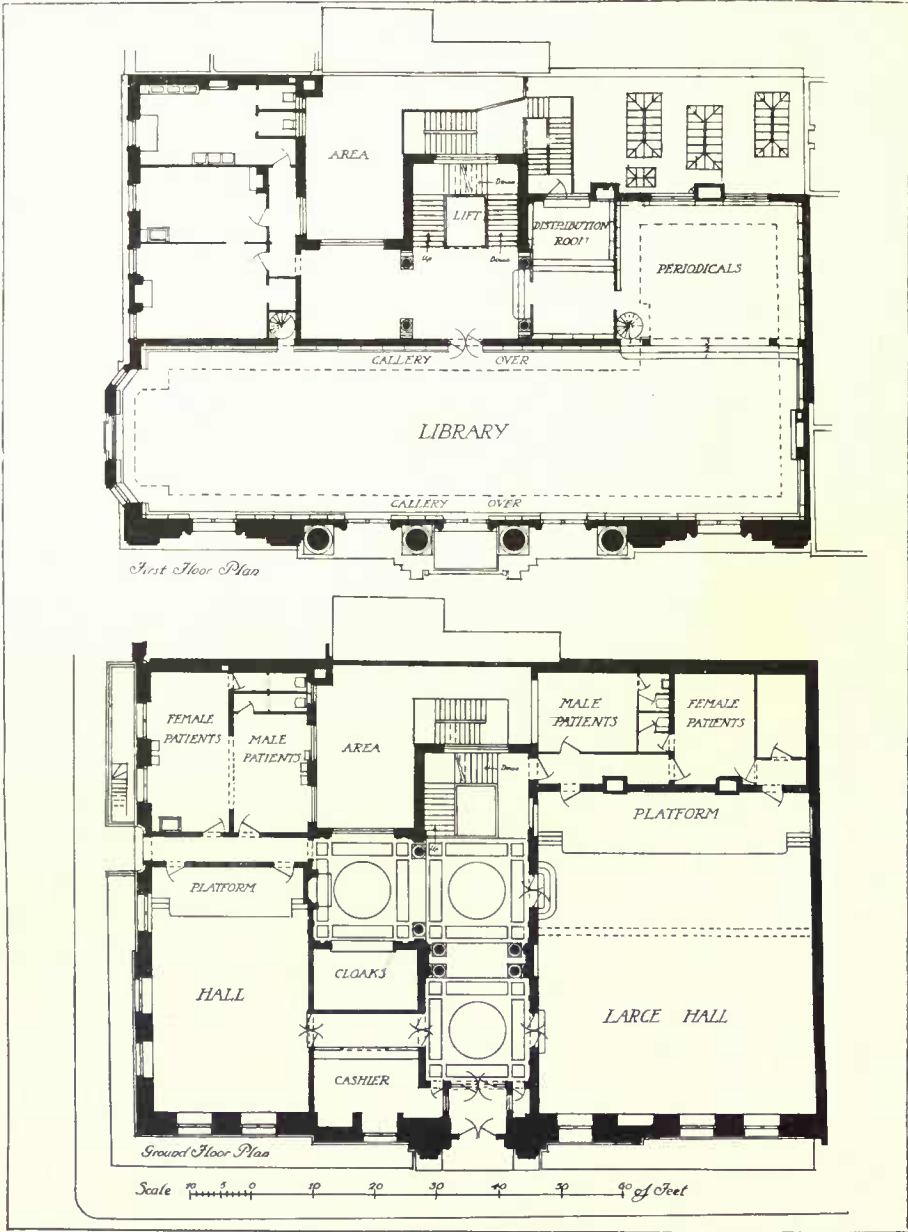 AREA
Down
LIFT
Up
Down
DISTRIBUTION
ROOM
PERIODICALS
GALLERY OVER
LIBRARY
GALLERY OVER
First Floor Plan
FEMALE
PATIENTS
MALE
PATIENTS
AREA
Down
Up
MALE
PATIENTS
FEMALE
PATIENTS
PLATFORM
PLATFORM
CLOAKS
HALL
LARGE HALL
CASHIER
Ground Floor Plan
Scale 10 5 0 10 20 30 40 50 60 of Feet